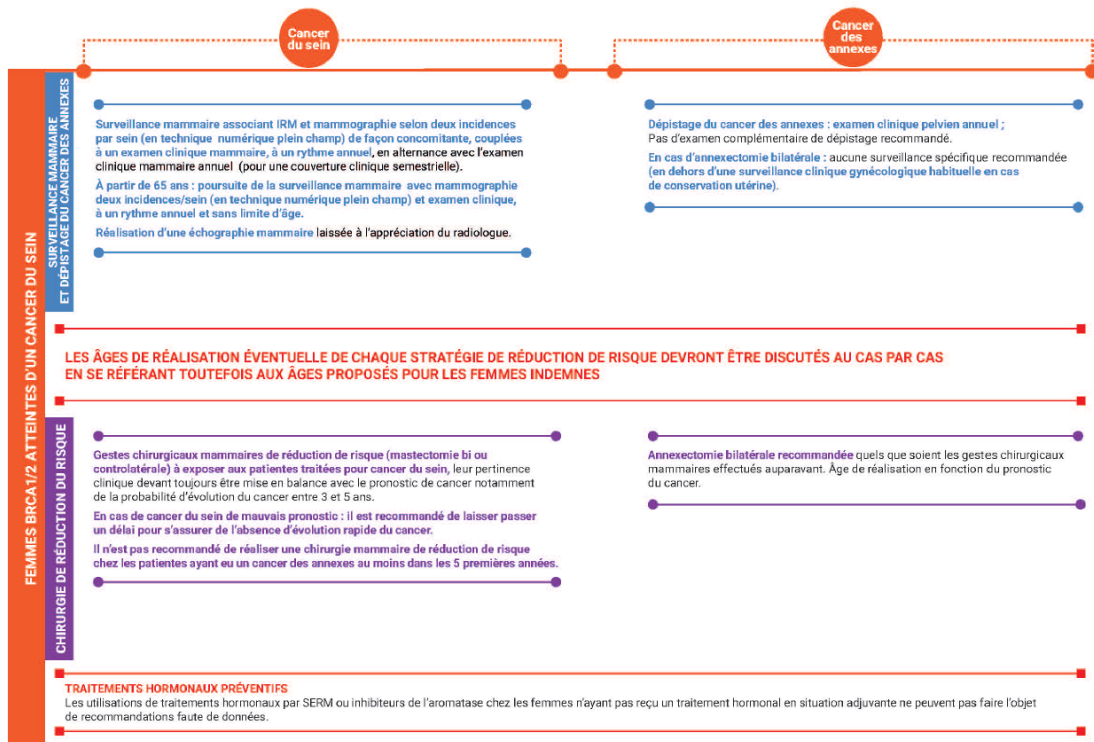 Cancer
du sein
Cancer
des
annexes
FEMMES BRCA1/2 ATTEINTES D'UN CANCER DU SEIN
SURVEILLANCE MAMMAIRE
ET DÉPISTAGE DU CANCER DES ANNEXES
Surveillance mammaire associant IRM et mammographie selon deux incidences
par sein (en technique numérique plein champ) de façon concomitante, couplées
à un examen clinique mammaire, à un rythme annuel, en alternance avec l'examen
clinique mammaire annuel (pour une couverture clinique semestrielle).
À partir de 65 ans : poursuite de la surveillance mammaire avec mammographie
deux incidences/sein (en technique numérique plein champ) et examen clinique,
à un rythme annuel et sans limite d'âge.
Réalisation d'une échographie mammaire laissée à l'appréciation du radiologue.
Dépistage du cancer des annexes : examen clinique pelvien annuel ;
Pas d'examen complémentaire de dépistage recommandé.
En cas d'annexectomie bilatérale : aucune surveillance spécifique recommandée
(en dehors d'une surveillance clinique gynécologique habituelle en cas
de conservation utérine).
LES ÂGES DE RÉALISATION ÉVENTUELLE DE CHAQUE STRATÉGIE DE RÉDUCTION DE RISQUE DEVRONT ÊTRE DISCUTÉS AU CAS PAR CAS
EN SE RÉFÉRANT TOUTEFOIS AUX ÂGES PROPOSÉS POUR LES FEMMES INDEMNES
CHIRURGIE DE RÉDUCTION DU RISQUE
Gestes chirurgicaux mammaires de réduction de risque (mastectomie bi ou
controlatérale) à exposer aux patientes traitées pour cancer du sein, leur pertinence
clinique devant toujours être mise en balance avec le pronostic de cancer notamment
de la probabilité d'évolution du cancer entre 3 et 5 ans.
En cas de cancer du sein de mauvais pronostic : il est recommandé de laisser passer
un délai pour s'assurer de l'absence d'évolution rapide du cancer.
Il n'est pas recommandé de réaliser une chirurgie mammaire de réduction de risque
chez les patientes ayant eu un cancer des annexes au moins dans les 5 premières années.
Annexectomie bilatérale recommandée quels que soient les gestes chirurgicaux
mammaires effectués auparavant. Âge de réalisation en fonction du pronostic
du cancer.
TRAITEMENTS HORMONAUX PRÉVENTIFS
Les utilisations de traitements hormonaux par SERM ou inhibiteurs de l'aromatase chez les femmes n'ayant pas reçu un traitement hormonal en situation adjuvante ne peuvent pas faire l'objet
de recommandations faute de données.